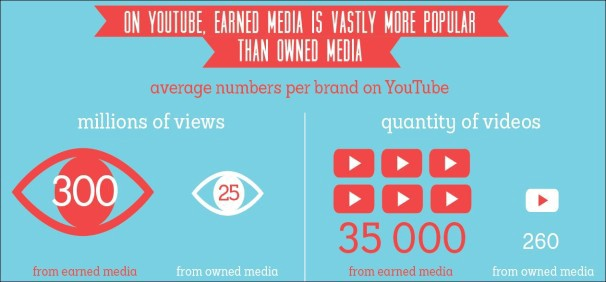 ON YOUTUBE, EARNED MEDIA IS VASTLY MORE POPULAR
THAN OWNED MEDIA
average numbers per brand on YouTube
millions of views
300
25
from earned media
from owned media
quantity of videos
35 000
260
from earned media
from owned media